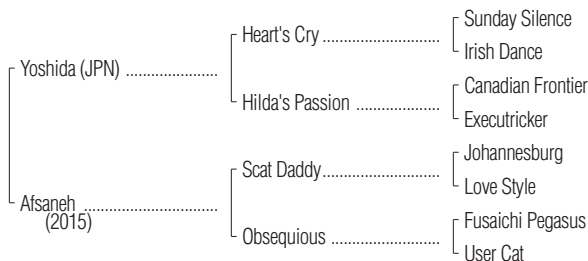 Yoshida (JPN)
Heart's Cry
Sunday Silence
Irish Dance
Hilda's Passion
Canadian Frontier
Executricker
Afsaneh
(2015)
Scat Daddy
Johannesburg
Love Style
Obsequious
Fusaichi Pegasus
User Cat